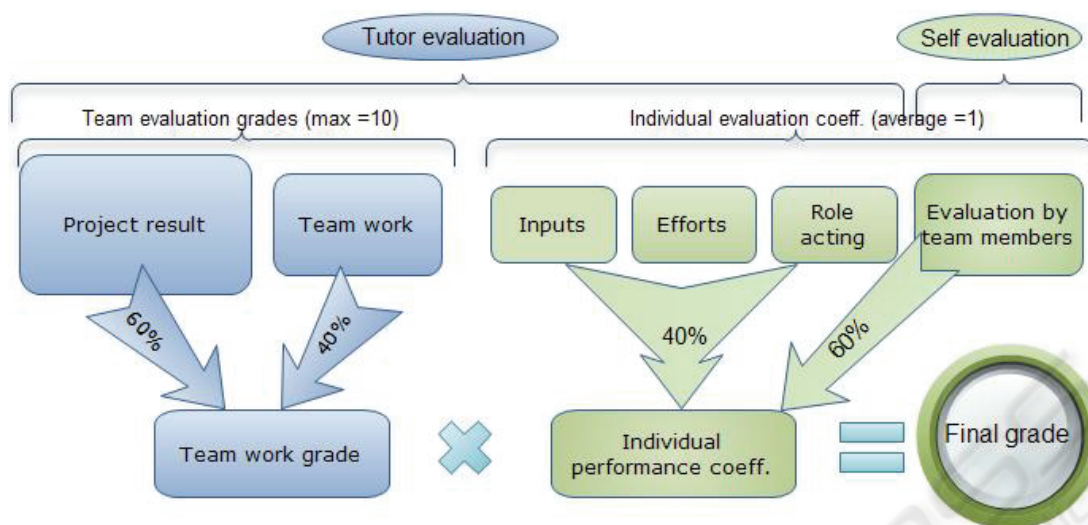 Tutor evaluation
Self evaluation
Team evaluation grades (max =10)
Individual evaluation coeff. (average =1)
Project result
Team work
Inputs
Efforts
Role
acting
Evaluation by
team members
60%
40%
40%
60%
Team work grade
Individual
performance coeff.
Final grade